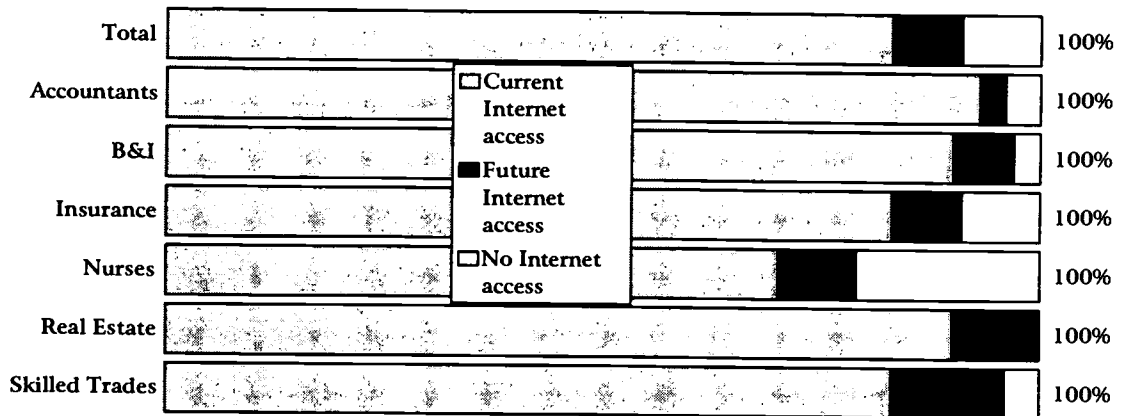 Total 100%
Accountants 100%
B&I 100%
Insurance 100%
Nurses 100%
Real Estate 100%
Skilled Trades 100%
Current
Internet
access
Future
Internet
access
No Internet
access